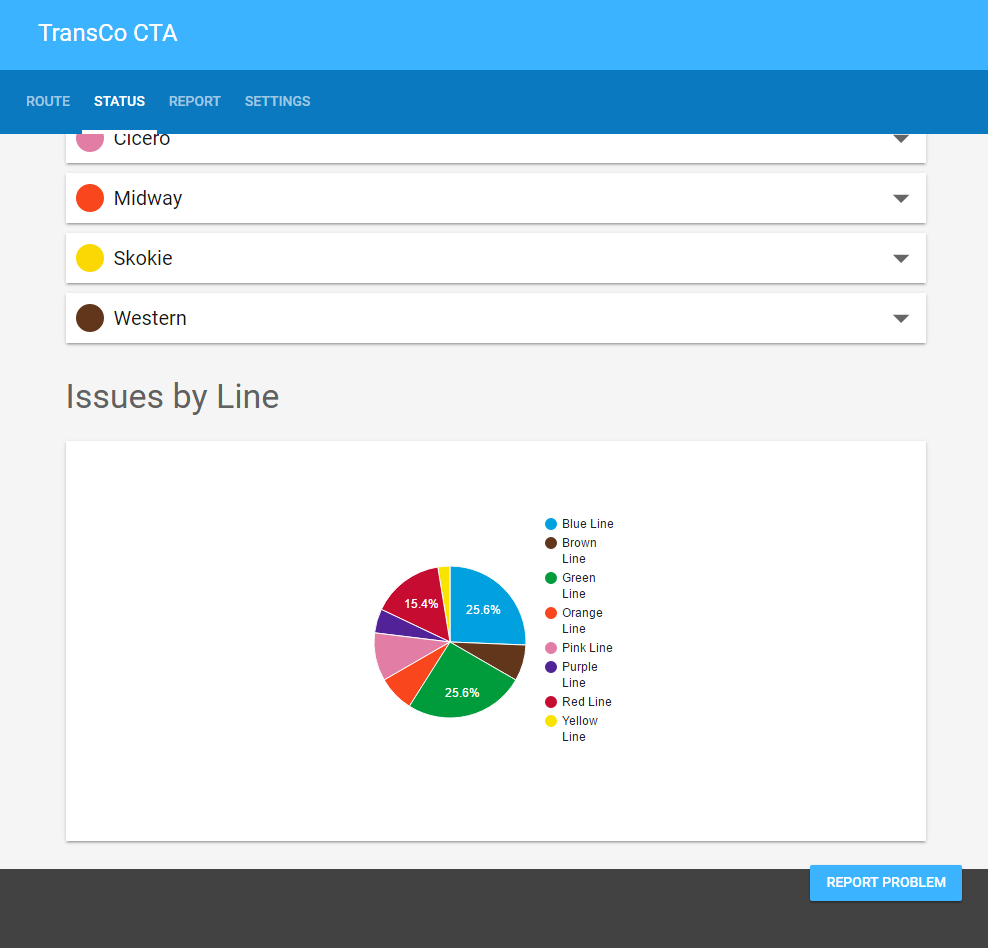 TransCo CTA
ROUTE STATUS REPORT SETTINGS
Cicero
Midway
Skokie
Western
Issues by Line
Blue Line
Brown
Line
Green
Line
Orange
Line
Pink Line
Purple
Line
Red Line
Yellow
Line
15.4%
25.6%
25.6%
REPORT PROBLEM